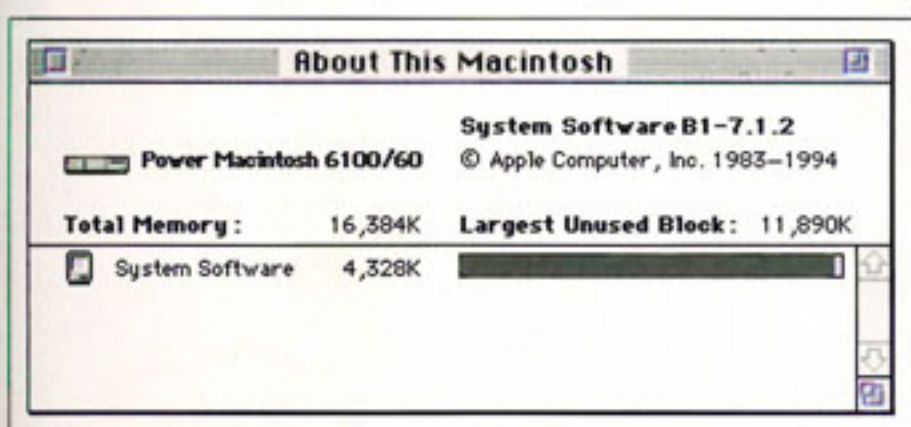 About This Macintosh
System Software B1-7.1.2
Power Macintosh 6100/60
© Apple Computer, Inc. 1983–1994
Total Memory: 16,384K Largest Unused Block: 11,890K
System Software 4,328K